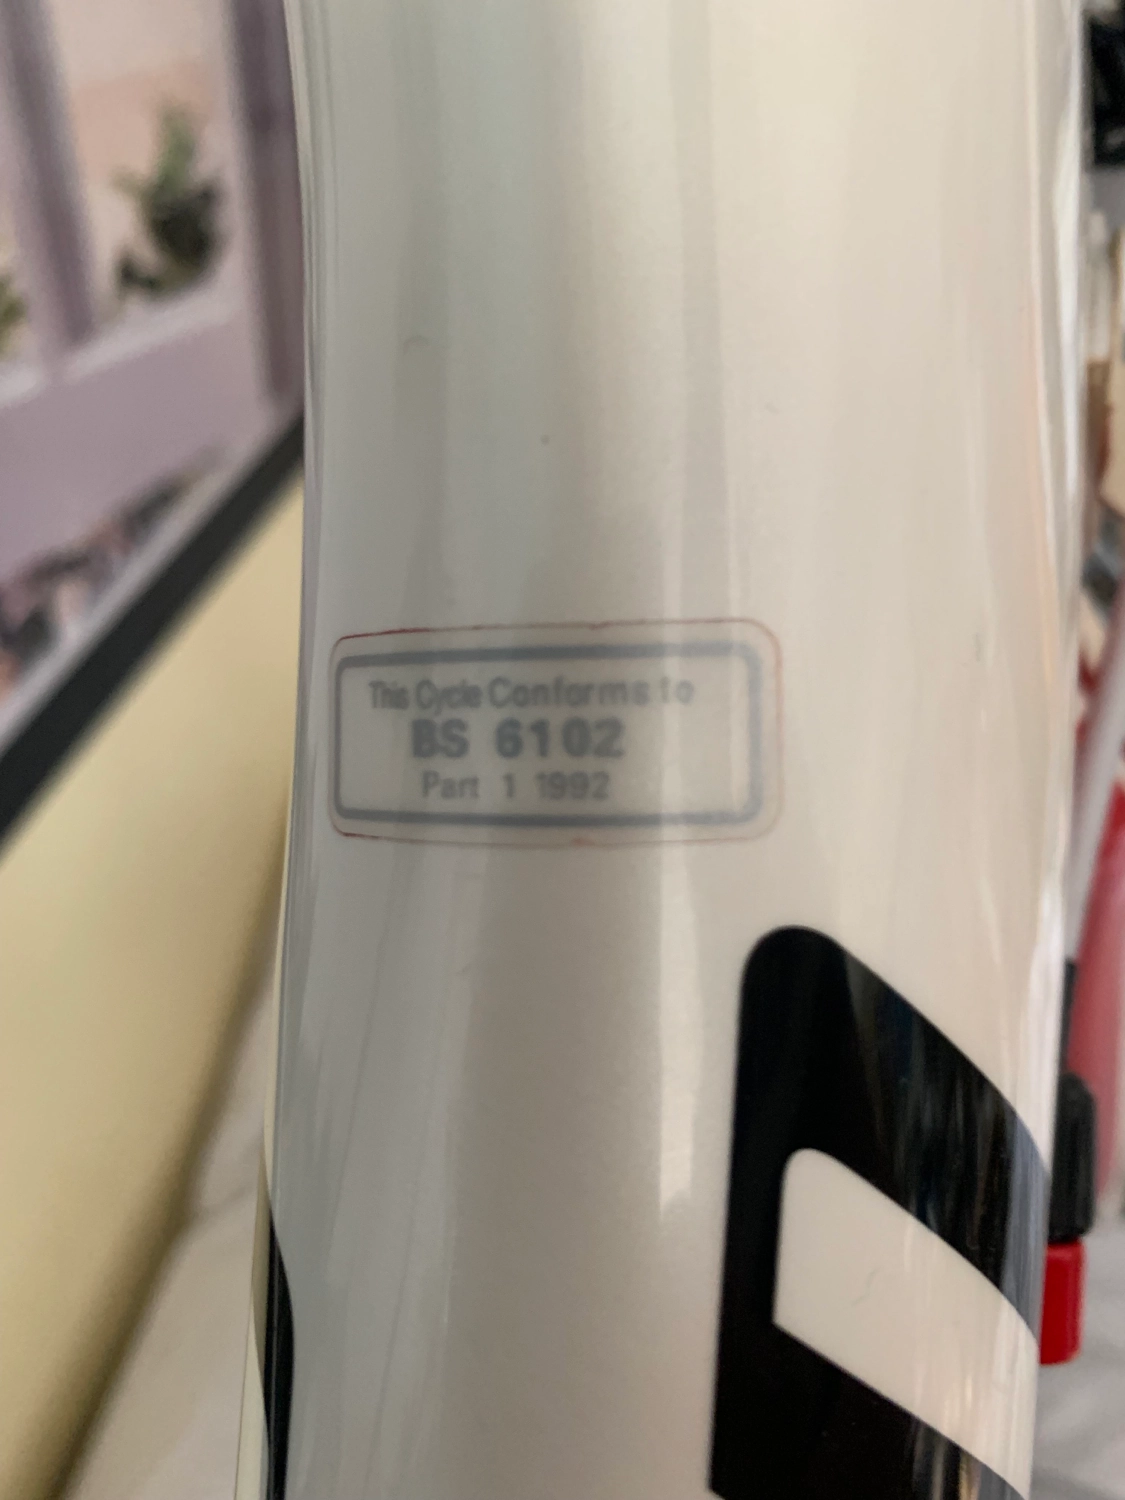 This Cycle Conforms to
BS 6102
Part 1 1992